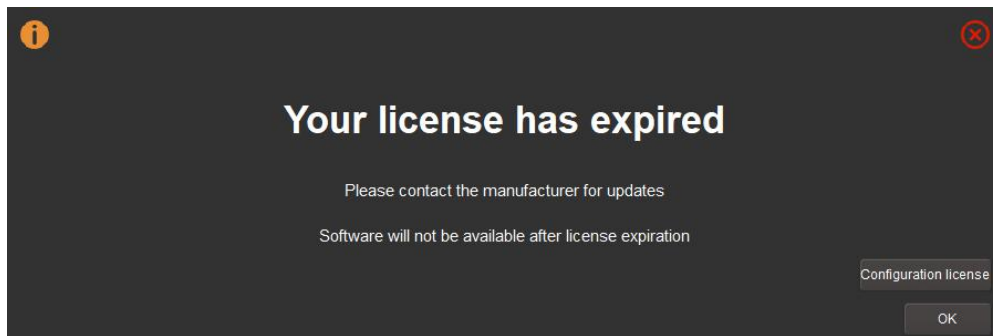 Your license has expired
Please contact the manufacturer for updates
Software will not be available after license expiration
Configuration license
OK